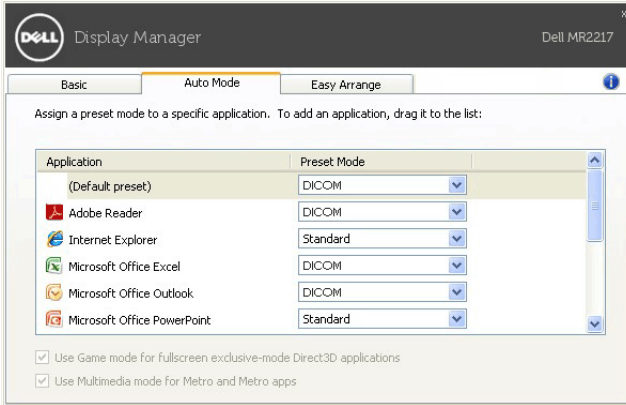 DELL Display Manager Dell MR2217
Basic Auto Mode Easy Arrange
Assign a preset mode to a specific application. To add an application, drag it to the list:
Application Preset Mode
(Default preset) DICOM
Adobe Reader DICOM
Internet Explorer Standard
Microsoft Office Excel DICOM
Microsoft Office Outlook DICOM
Microsoft Office PowerPoint Standard
Use Game mode for fullscreen exclusive-mode Direct3D applications
Use Multimedia mode for Metro and Metro apps